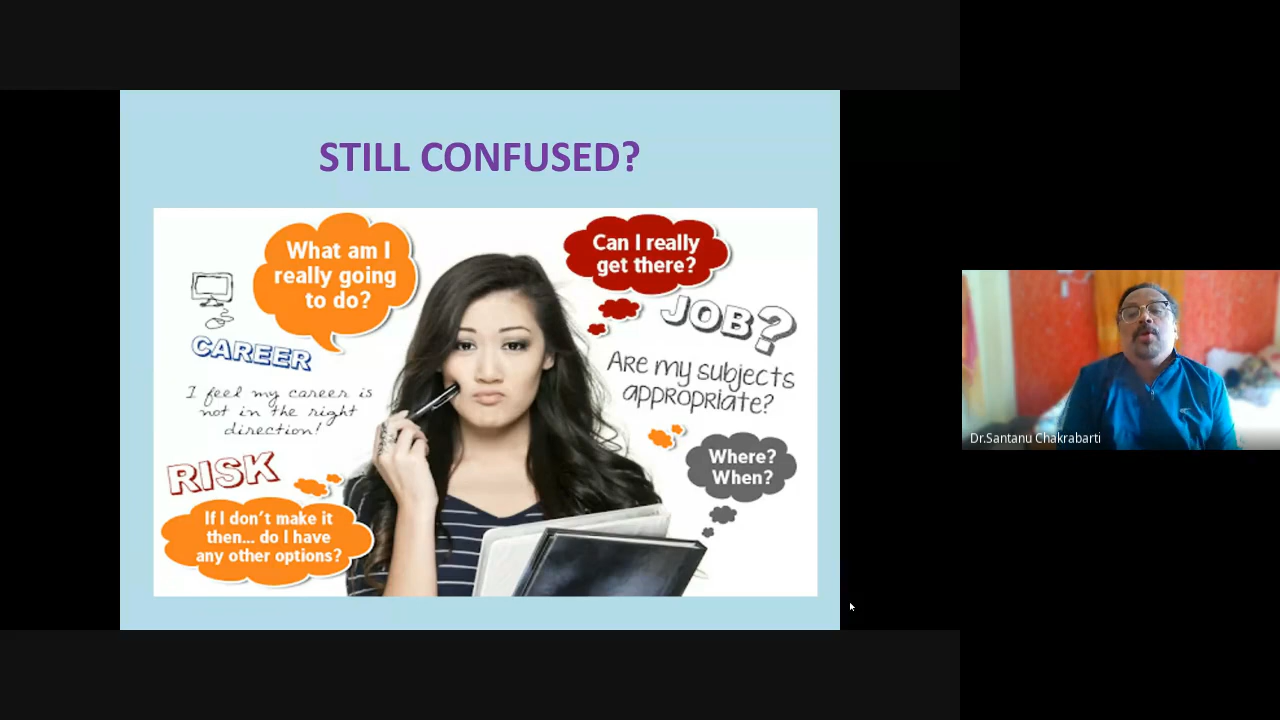 STILL CONFUSED?
What am I
really going
to do?
CAREER
I feel my career is
not in the right
direction!
RISK
If I don't make it
then... do I have
any other options?
Can I really
get there?
JOB?
Are my subjects
appropriate?
Where?
When?
Dr.Santanu Chakrabarti